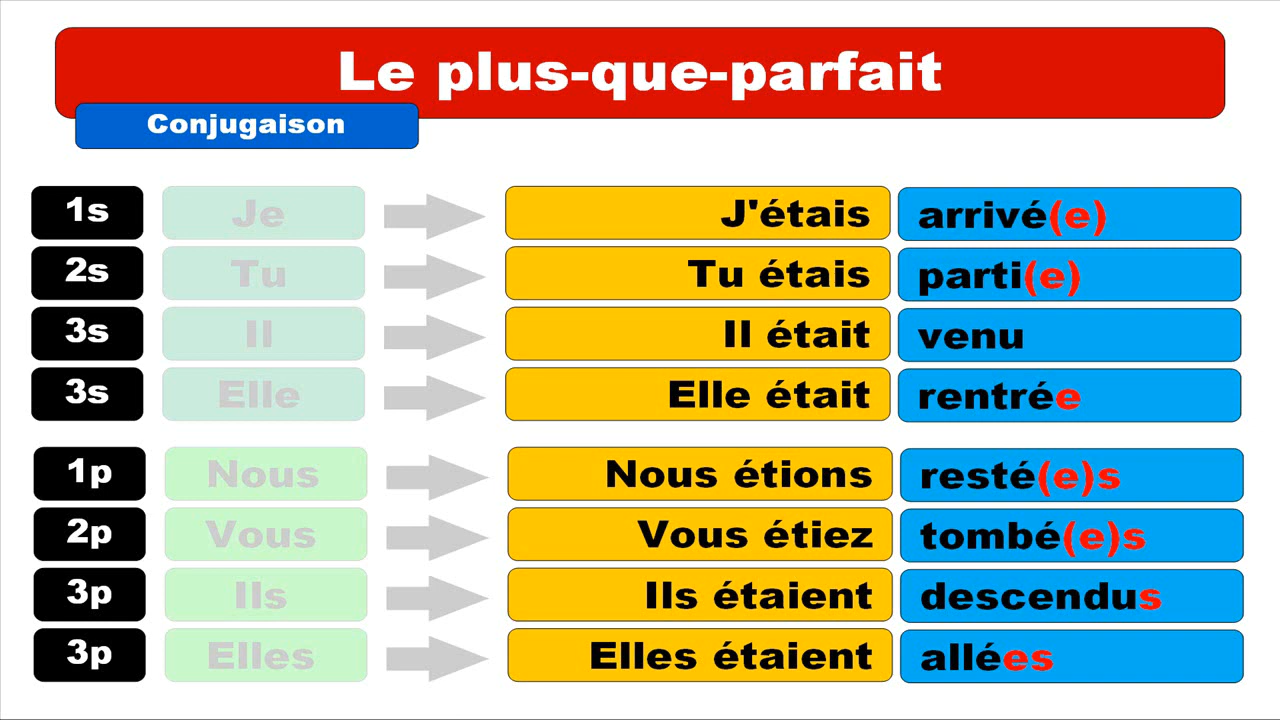 Le plus-que-parfait
Conjugaison
1s Je J'étais arrivé(e)
2s Tu Tu étais parti(e)
3s Il Il était venu
3s Elle Elle était rentrée
1p Nous Nous étions resté(e)s
2p Vous Vous étiez tombé(e)s
3p Ils Ils étaient descendus
3p Elles Elles étaient allées